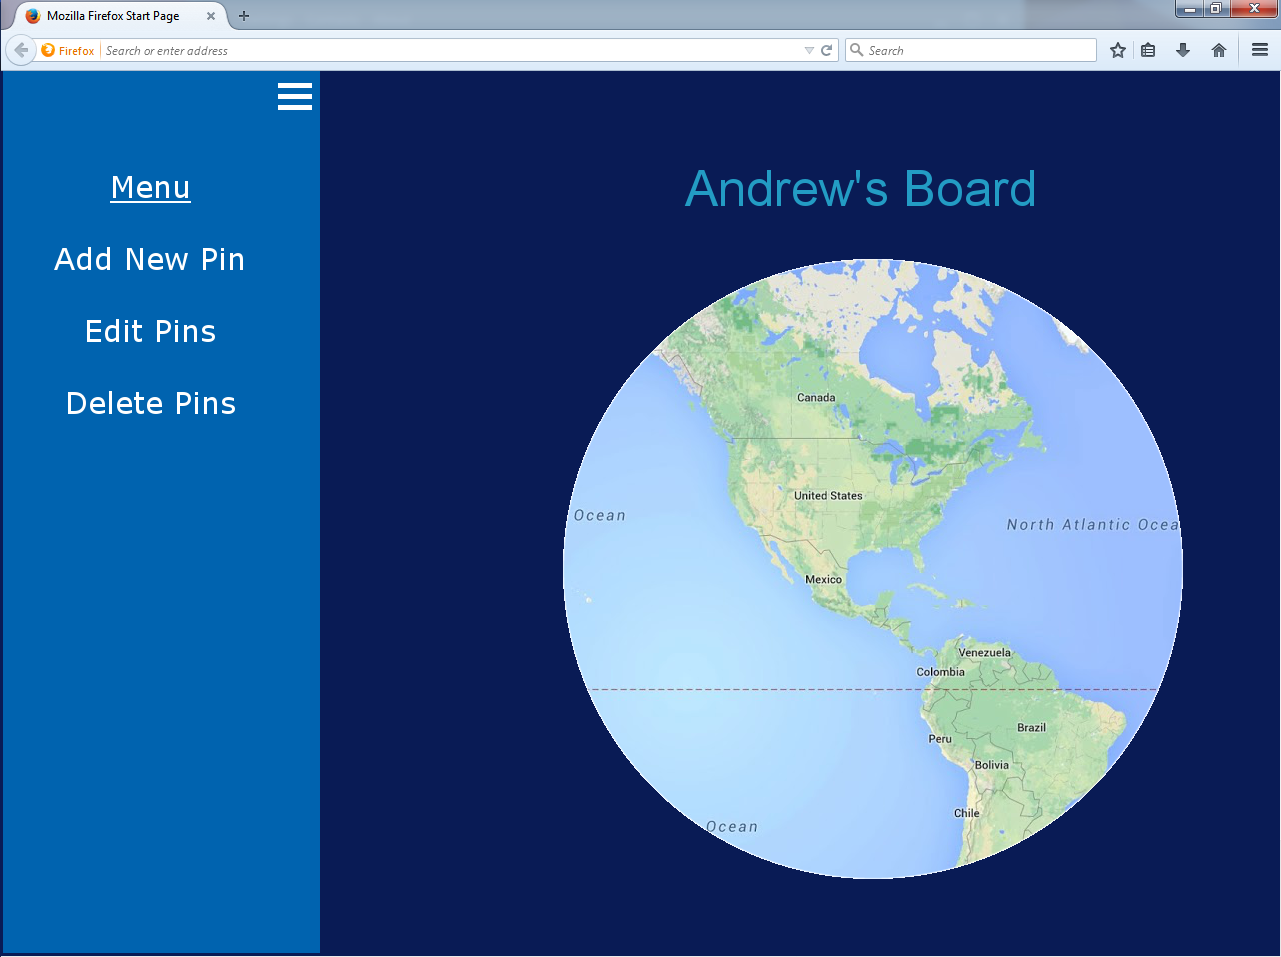 Mozilla Firefox Start Page
Firefox
Search or enter address
Search
Menu
Add New Pin
Edit Pins
Delete Pins
Andrew's Board
Canada
United States
Ocean
North Atlantic Ocea
Mexico
Venezuela
Colombia
Brazil
Peru
Bolivia
Chile
Ocean